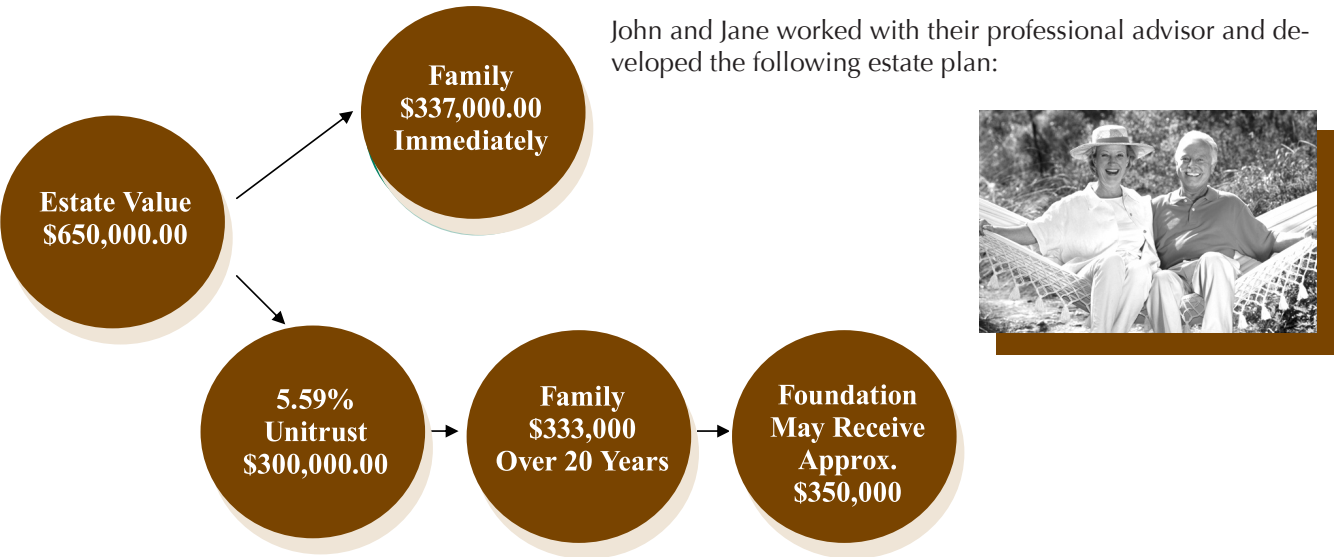 John and Jane worked with their professional advisor and de-
veloped the following estate plan:
Estate Value
$650,000.00
Family
$337,000.00
Immediately
5.59%
Unitrust
$300,000.00
Family
$333,000
Over 20 Years
Foundation
May Receive
Approx.
$350,000